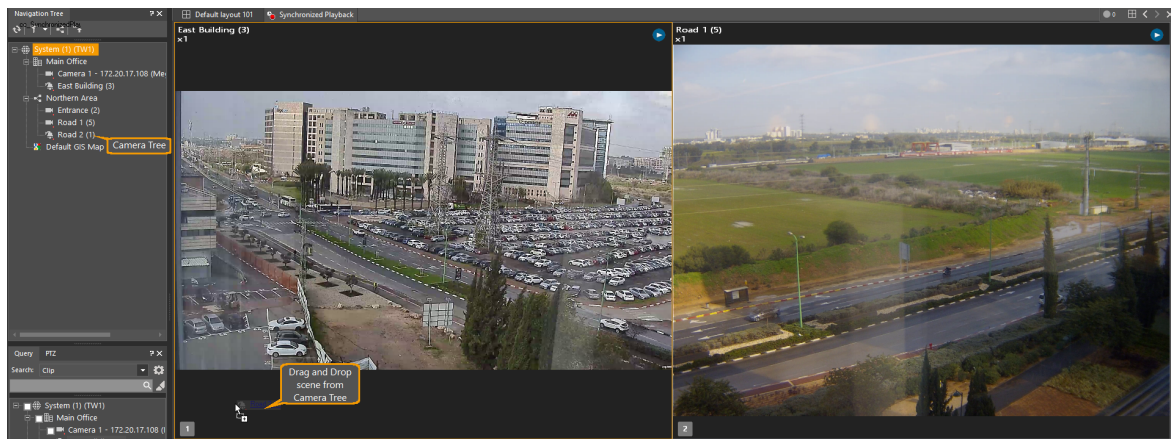 Navigation Tree
Default layout 101
Synchronized Playback
System (1) (TW1)
Main Office
Camera 1 - 172.20.17.108 (Me
East Building (3)
Northern Area
Entrance (2)
Road 1 (5)
Road 2 (1)
Default GIS Map
Camera Tree
East Building (3)
x1
Road 1 (5)
x1
Drag and Drop
scene from
Camera Tree
1
2
Query PTZ
Search: Clip
System (1) (TW1)
Main Office
Camera 1 - 172.20.17.108 (I